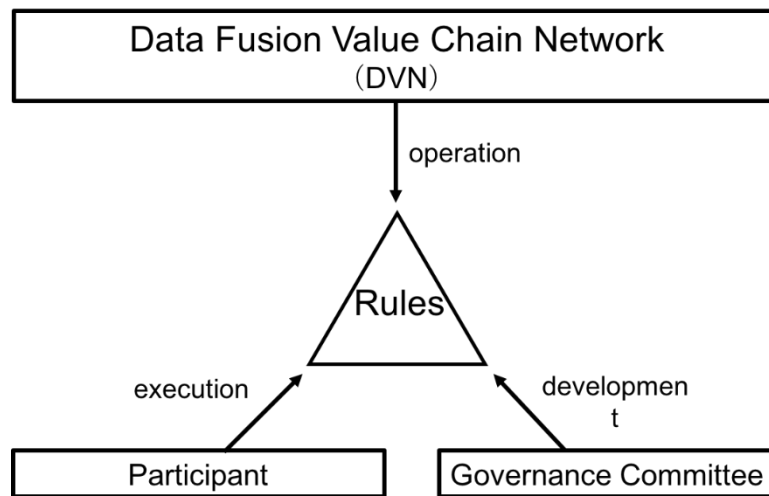 Data Fusion Value Chain Network
（DVN）
operation
Rules
execution
developmen
t
Participant
Governance Committee